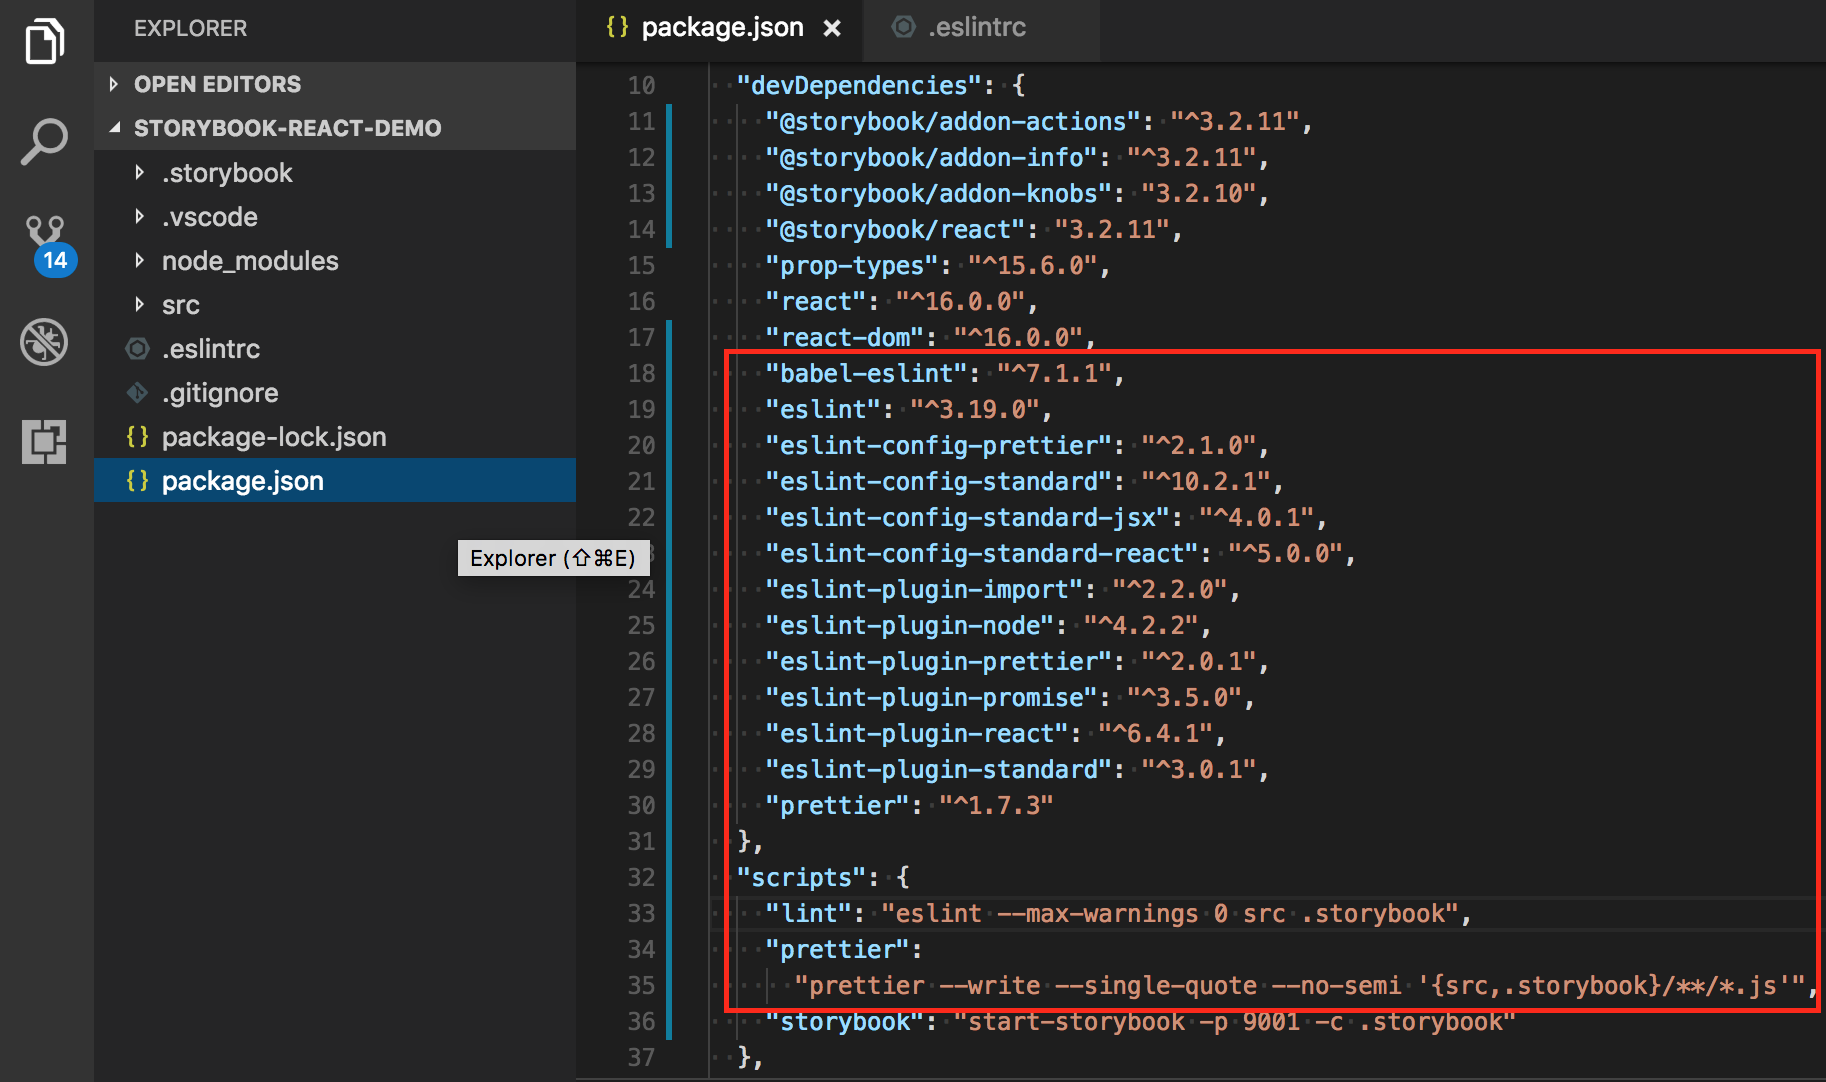 EXPLORER
OPEN EDITORS
STORYBOOK-REACT-DEMO
.storybook
.vscode
node_modules
src
.eslintrc
.gitignore
{} package-lock.json
{} package.json
14
Explorer (⇧⌘E)
{} package.json ×
.eslintrc
10 "devDependencies": {
11 "@storybook/addon-actions": "^3.2.11",
12 "@storybook/addon-info": "^3.2.11",
13 "@storybook/addon-knobs": "3.2.10",
14 "@storybook/react": "3.2.11",
15 "prop-types": "^15.6.0",
16 "react": "^16.0.0",
17 "react-dom": "^16.0.0",
18 "babel-eslint": "^7.1.1",
19 "eslint": "^3.19.0",
20 "eslint-config-prettier": "^2.1.0",
21 "eslint-config-standard": "^10.2.1",
22 "eslint-config-standard-jsx": "^4.0.1",
"eslint-config-standard-react": "^5.0.0",
24 "eslint-plugin-import": "^2.2.0",
25 "eslint-plugin-node": "^4.2.2",
26 "eslint-plugin-prettier": "^2.0.1",
27 "eslint-plugin-promise": "^3.5.0",
28 "eslint-plugin-react": "^6.4.1",
29 "eslint-plugin-standard": "^3.0.1",
30 "prettier": "^1.7.3"
31 },
32 "scripts": {
33 "lint": "eslint --max-warnings 0 src .storybook",
34 "prettier":
35 "prettier --write --single-quote --no-semi '{src,.storybook}/**/*.js'",
36 "storybook": "start-storybook -p 9001 -c .storybook"
37 },